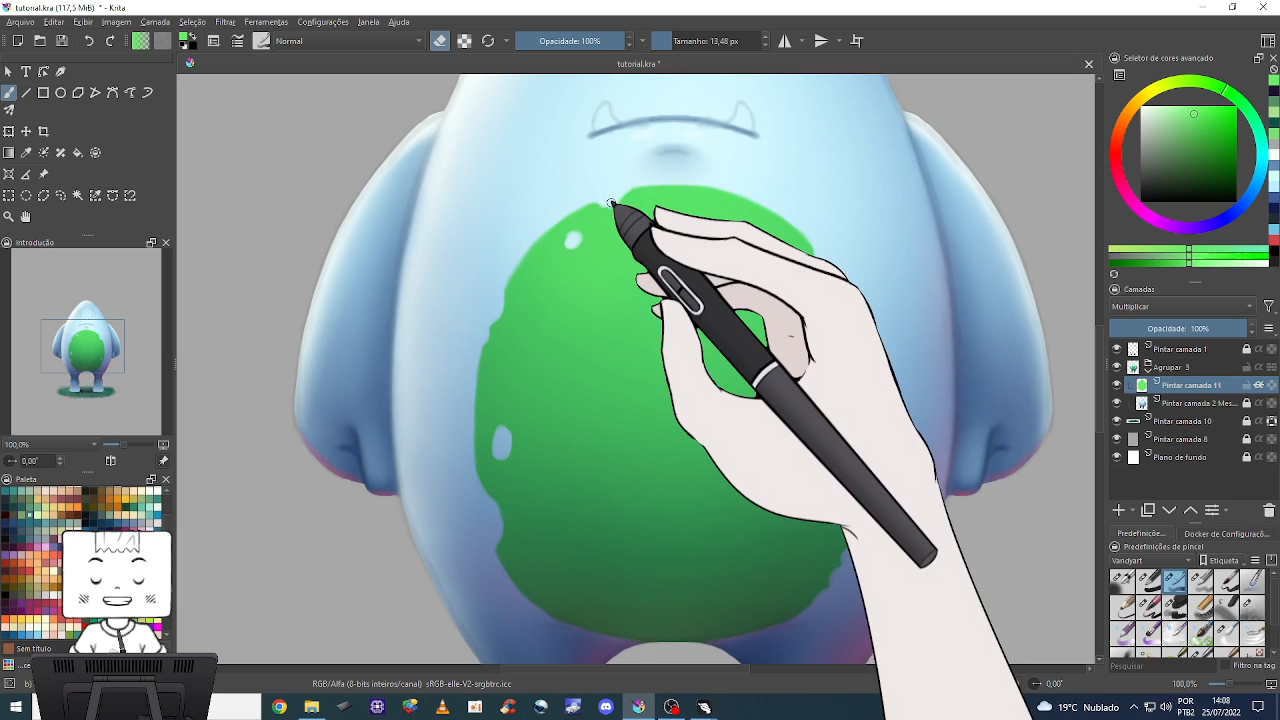 tutorial.kra (117,5 MiB) * - Krita
Arquivo Editar Exibir Imagem Camada Seleção Filtrar Ferramentas Configurações Janela Ajuda
Normal
Opacidade: 100%
Tamanho: 13,48 px
tutorial.kra *
Seletor de cores avançado
Introdução
100,0%
0,00°
Paleta
Sem título
Camadas
Multiplicar
Opacidade: 100%
Pintar camada 1
Agrupar 3
Pintar camada 11
Pintar camada 2 Mes...
Pintar camada 10
Pintar camada 8
Plano de fundo
Predefinição...
Docker de Configuraçõ...
Predefinições de pincel
Vandyart
Etiqueta
Pesquisar
Filtro na tag
RGB/Alfa (8-bits inteiros/canal) sRGB-elle-V2-srgbtrc.icc
0,00°
100,0%
19°C Nublado
POR
PTB2
14:08
25/07/2022